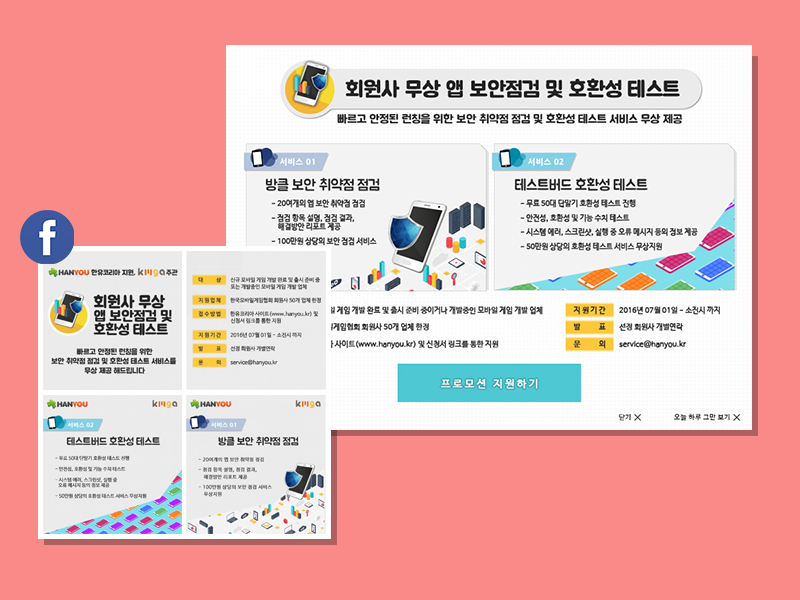 회원사 무상 앱 보안점검 및 호환성 테스트
빠르고 안정된 런칭을 위한 보안 취약점 점검 및 호환성 테스트 서비스 무상 제공
서비스 01
방클 보안 취약점 점검
- 20여개의 앱 보안 취약점 점검
- 점검 항목 설명, 점검 결과,
해결방안 리포트 제공
- 100만원 상당의 보안 점검 서비스
서비스 02
테스트버드 호환성 테스트
- 무료 50대 단말기 호환성 테스트 진행
- 안전성, 호환성 및 기능 수치 테스트
- 시스템 에러, 스크린샷, 실행 중 오류 메시지 등의 정보 제공
- 50만원 상당의 호환성 테스트 서비스 무상지원
일 게임 개발 완료 및 출시 준비 중이거나 개발중인 모바일 게임 개발 업체
게임협회 회원사 50개 업체 한정
사이트(www.hanyou.kr) 및 신청서 링크를 통한 지원
지원기간 2016년 07월 01일 ~ 소진시 까지
발 표 선정 회원사 개별연락
문 의 service@hanyou.kr
프로모션 지원하기
닫기 X
오늘 하루 그만 보기 X
f
HANYOU 한유코리아 지원, kmga 주관
회원사 무상
앱 보안점검 및
호환성 테스트
빠르고 안정된 런칭을 위한
보안 취약점 점검 및 호환성 테스트 서비스를
무상 제공 해드립니다
대 상 신규 모바일 게임 개발 완료 및 출시 준비 중
또는 개발중인 모바일 게임 개발 업체
지원업체 한국모바일게임협회 회원사 50개 업체 한정
접수방법 한유코리아 사이트(www.hanyou.kr) 및
신청서 링크를 통한 지원
지원기간 2016년 07월 01일 ~ 소진시 까지
발 표 선정 회원사 개별연락
문 의 service@hanyou.kr
HANYOU kmga
서비스 02
테스트버드 호환성 테스트
- 무료 50대 단말기 호환성 테스트 진행
- 안전성, 호환성 및 기능 수치 테스트
- 시스템 에러, 스크린샷, 실행 중
오류 메시지 등의 정보 제공
- 50만원 상당의 호환성 테스트 서비스 무상지원
HANYOU kmga
서비스 01
방클 보안 취약점 점검
- 20여개의 앱 보안 취약점 점검
- 점검 항목 설명, 점검 결과,
해결방안 리포트 제공
- 100만원 상당의 보안 점검 서비스
무상지원